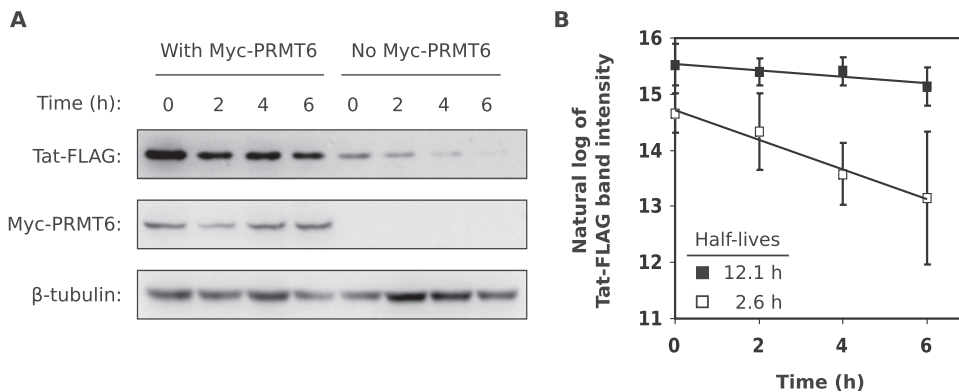 A
With Myc-PRMT6 No Myc-PRMT6
Time (h): 0 2 4 6 0 2 4 6
Tat-FLAG:
Myc-PRMT6:
β-tubulin:
B
Natural log of
Tat-FLAG band intensity
16
15
14
13
12
11
Half-lives
12.1 h
2.6 h
0 2 4 6
Time (h)